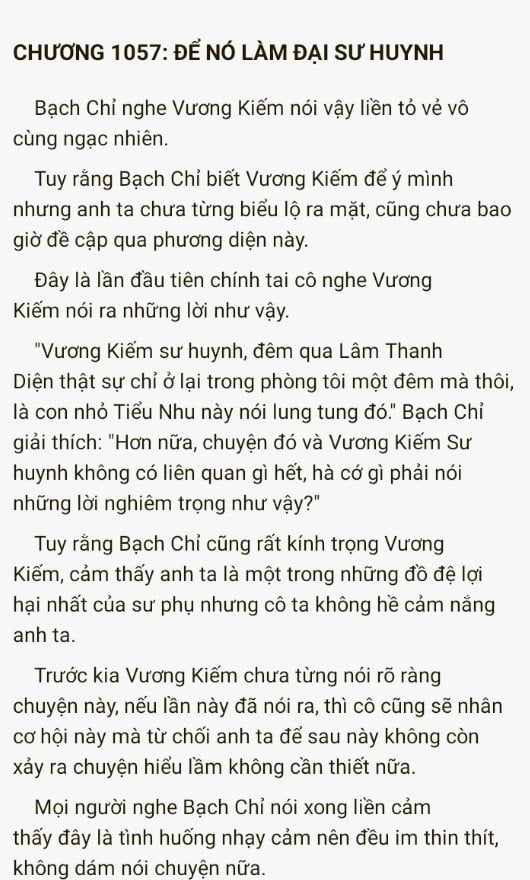 CHƯƠNG 1057: ĐỂ NÓ LÀM ĐẠI SƯ HUYNH
Bạch Chỉ nghe Vương Kiếm nói vậy liền tỏ vẻ vô
cùng ngạc nhiên.
Tuy rằng Bạch Chỉ biết Vương Kiếm để ý mình
nhưng anh ta chưa từng biểu lộ ra mặt, cũng chưa bao
giờ đề cập qua phương diện này.
Đây là lần đầu tiên chính tai cô nghe Vương
Kiếm nói ra những lời như vậy.
"Vương Kiếm sư huynh, đêm qua Lâm Thanh
Diện thật sự chỉ ở lại trong phòng tôi một đêm mà thôi,
là con nhỏ Tiểu Nhu này nói lung tung đó." Bạch Chỉ
giải thích: "Hơn nữa, chuyện đó và Vương Kiếm Sư
huynh không có liên quan gì hết, hà cớ gì phải nói
những lời nghiêm trọng như vậy?"
Tuy rằng Bạch Chỉ cũng rất kính trọng Vương
Kiếm, cảm thấy anh ta là một trong những đồ đệ lợi
hại nhất của sư phụ nhưng cô ta không hề cảm nắng
anh ta.
Trước kia Vương Kiếm chưa từng nói rõ ràng
chuyện này, nếu lần này đã nói ra, thì cô cũng sẽ nhân
cơ hội này mà từ chối anh ta để sau này không còn
xảy ra chuyện hiểu lầm không cần thiết nữa.
Mọi người nghe Bạch Chỉ nói xong liền cảm
thấy đây là tình huống nhạy cảm nên đều im thin thít,
không dám nói chuyện nữa.